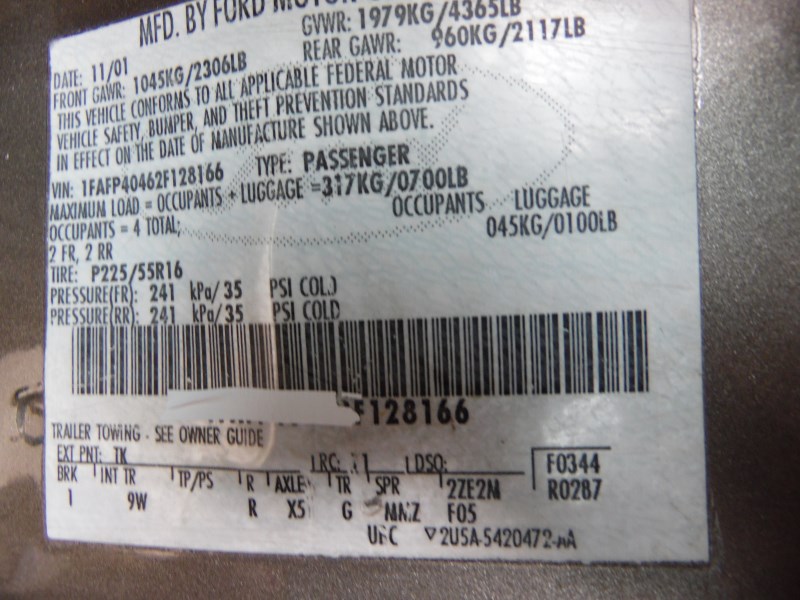 MFD. BY FORD MOTOR
GVWR: 1979KG/4365LB
DATE: 11/01 REAR GAWR: 960KG/2117LB
FRONT GAWR: 1045KG/2306LB
THIS VEHICLE CONFORMS TO ALL APPLICABLE FEDERAL MOTOR
VEHICLE SAFETY, BUMPER, AND THEFT PREVENTION STANDARDS
IN EFFECT ON THE DATE OF MANUFACTURE SHOWN ABOVE.
VIN: 1FAFP40462F128166 TYPE: PASSENGER
MAXIMUM LOAD = OCCUPANTS + LUGGAGE =317KG/0700LB
OCCUPANTS = 4 TOTAL; OCCUPANTS LUGGAGE
2 FR, 2 RR 045KG/0100LB
TIRE: P225/55R16
PRESSURE(FR): 241 kPa/35 PSI COLD
PRESSURE(RR): 241 kPa/35 PSI COLD
F128166
TRAILER TOWING - SEE OWNER GUIDE
EXT PNT: TK RC: DSO: F0344
BRK INT TR TP/PS R AXLE TR SPR 2ZE2N R0287
1 9W R X5 G F05
UFC 2U5A-5420472-AA